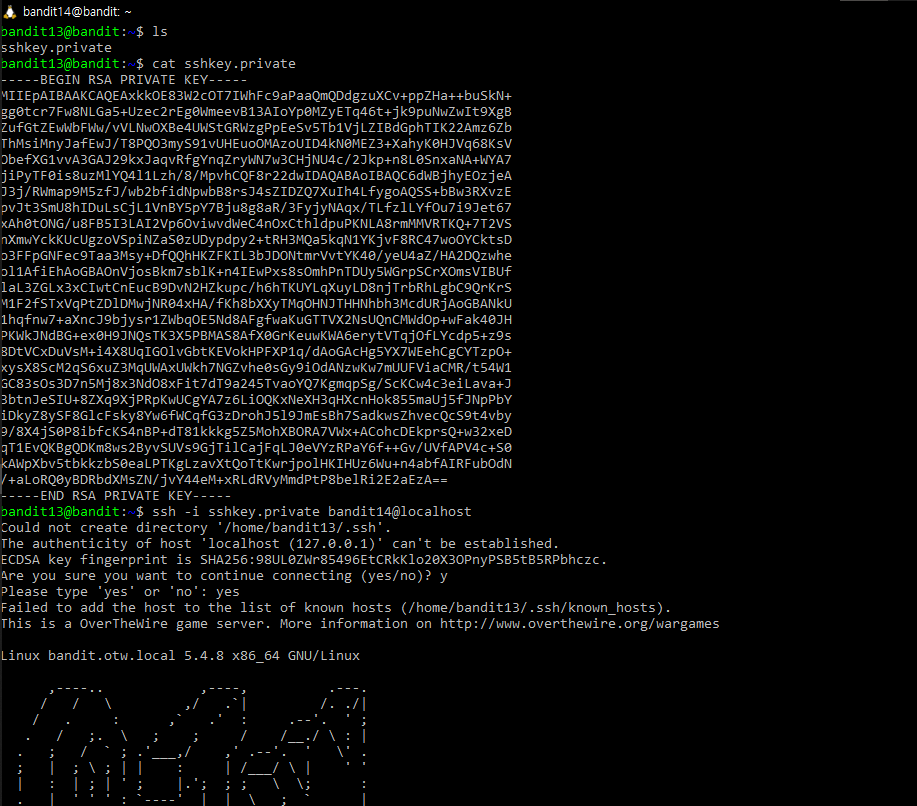 bandit14@bandit: ~
bandit13@bandit:~$ ls
sshkey.private
bandit13@bandit:~$ cat sshkey.private
-----BEGIN RSA PRIVATE KEY-----
MIIEpAIBAAKCAQEAxkkOE83W2cOT7IWhFc9aPaaQmQDdgzuXCv+ppZHa++buSkN+
gg0tcr7Fw8NLGa5+Uzec2rEg0WmeevB13AIoYp0MZyETq46t+jk9puNwZwIt9XgB
ZufGtZEwWbFWw/vVLNwOXBe4UWStGRWzgPpEeSv5Tb1VjLZIBdGphTIK22Amz6Zb
ThMsiMnyJafEwJ/T8PQO3myS91vUHEuoOMAzoUID4kN0MEZ3+XahyK0HJVq68KsV
ObefXG1vvA3GAJ29kxJaqvRfgYnqZryWN7w3CHjNU4c/2Jkp+n8L0SnxaNA+WYA7
jiPyTF0is8uzMlYQ4l1Lzh/8/MpvhCQF8r22dwIDAQABAoIBAQC6dWBjhyEOzjeA
J3j/RWmap9M5zfJ/wb2bfidNpwbB8rsJ4sZIDZQ7XuIh4LfygoAQSS+bBw3RXvzE
pvJt3SmU8hIDuLsCjL1VnBY5pY7Bju8g8aR/3FyjyNAqx/TLfzlLYfOu7i9Jet67
xAh0tONG/u8FB5I3LAI2Vp6OviwvdWeC4nOxCthldpuPKNLA8rmMMVRTKQ+7T2VS
nXmwYckKUcUgzoVSpiNZaS0zUDypdpy2+tRH3MQa5kqN1YKjvF8RC47woOYCktsD
o3FFpGNFec9Taa3Msy+DfQQhHKZFKIL3bJDONtmrVvtYK40/yeU4aZ/HA2DQzwhe
ol1AfiEhAoGBAOnVjosBkm7sblK+n4IEwPxs8sOmhPnTDUy5WGrpSCrXOmsVIBUf
laL3ZGLx3xCIwtCnEucB9DvN2HZkupc/h6hTKUYLqXuyLD8njTrbRhLgbC9QrKrS
M1F2fSTxVqPtZDlDMwjNR04xHA/fKh8bXXyTMqOHNJTHHNhbh3McdURjAoGBANkU
1hqfnw7+aXncJ9bjysr1ZWbqOE5Nd8AFgfwaKuGTTVX2NsUQnCMWdOp+wFak40JH
PKWkJNdBG+ex0H9JNQsTK3X5PBMAS8AfX0GrKeuwKWA6erytVTqjOfLYcdp5+z9s
8DtVCxDuVsM+i4X8UqIGOlvGbtKEVokHPFXP1q/dAoGAcHg5YX7WEehCgCYTzpO+
xysX8ScM2qS6xuZ3MqUWAxUWkh7NGZvhe0sGy9iOdANzwKw7mUUFViaCMR/t54W1
GC83sOs3D7n5Mj8x3NdO8xFit7dT9a245TvaoYQ7KgmqpSg/ScKCw4c3eiLava+J
3btnJeSIU+8ZXq9XjPRpKwUCgYA7z6LiOQKxNeXH3qHXcnHok855maUj5fJNpPbY
iDkyZ8ySF8GlcFsky8Yw6fWCqfG3zDrohJ5l9JmEsBh7SadkwsZhvecQcS9t4vby
9/8X4jS0P8ibfcKS4nBP+dT81kkkg5Z5MohXBORA7VWx+ACohcDEkprsQ+w32xeD
qT1EvQKBgQDKm8ws2ByvSUVs9GjTilCajFqLJ0eVYzRPaY6f++Gv/UVfAPV4c+S0
kAWpXbv5tbkkzbS0eaLPTKgLzavXtQoTtKwrjpolHKIHUz6Wu+n4abfAIRFubOdN
/+aLoRQ0yBDRbdXMsZN/jvY44eM+xRLdRVyMmdPtP8belRi2E2aEzA==
-----END RSA PRIVATE KEY-----
bandit13@bandit:~$ ssh -i sshkey.private bandit14@localhost
Could not create directory '/home/bandit13/.ssh'.
The authenticity of host 'localhost (127.0.0.1)' can't be established.
ECDSA key fingerprint is SHA256:98UL0ZWr85496EtCRkKlo20X3OPnyPSB5tB5RPbhczc.
Are you sure you want to continue connecting (yes/no)? y
Please type 'yes' or 'no': yes
Failed to add the host to the list of known hosts (/home/bandit13/.ssh/known_hosts).
This is a OverTheWire game server. More information on http://www.overthewire.org/wargames
Linux bandit.otw.local 5.4.8 x86_64 GNU/Linux